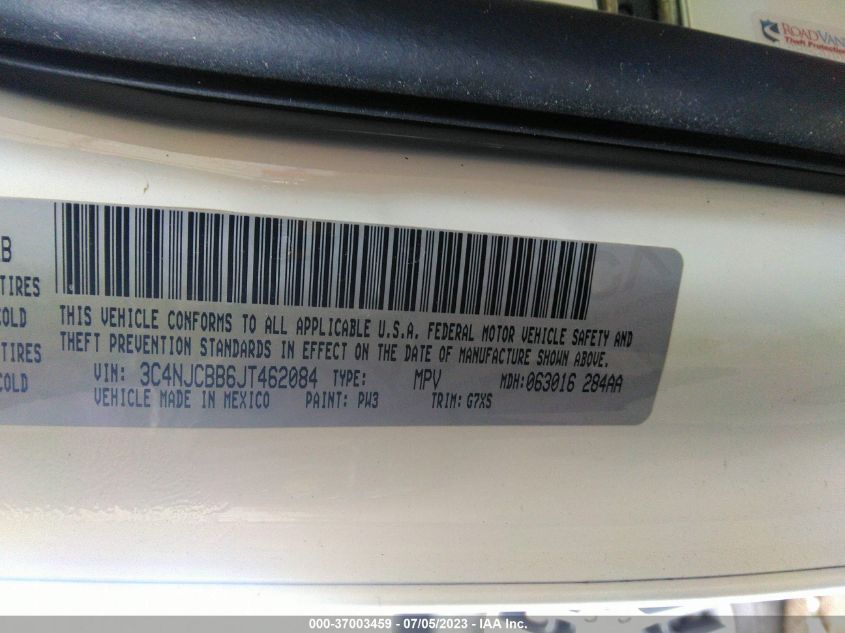 ROADVAN
Theft Protection
B
TIRES
COLD
TIRES
COLD
THIS VEHICLE CONFORMS TO ALL APPLICABLE U.S.A. FEDERAL MOTOR VEHICLE SAFETY AND
THEFT PREVENTION STANDARDS IN EFFECT ON THE DATE OF MANUFACTURE SHOWN ABOVE.
VIN: 3C4NJCBB6JT462084 TYPE: MPV MDH:063016 284AA
VEHICLE MADE IN MEXICO PAINT: PW3 TRIM: G7XS
000-37003459 - 07/05/2023 - IAA Inc.